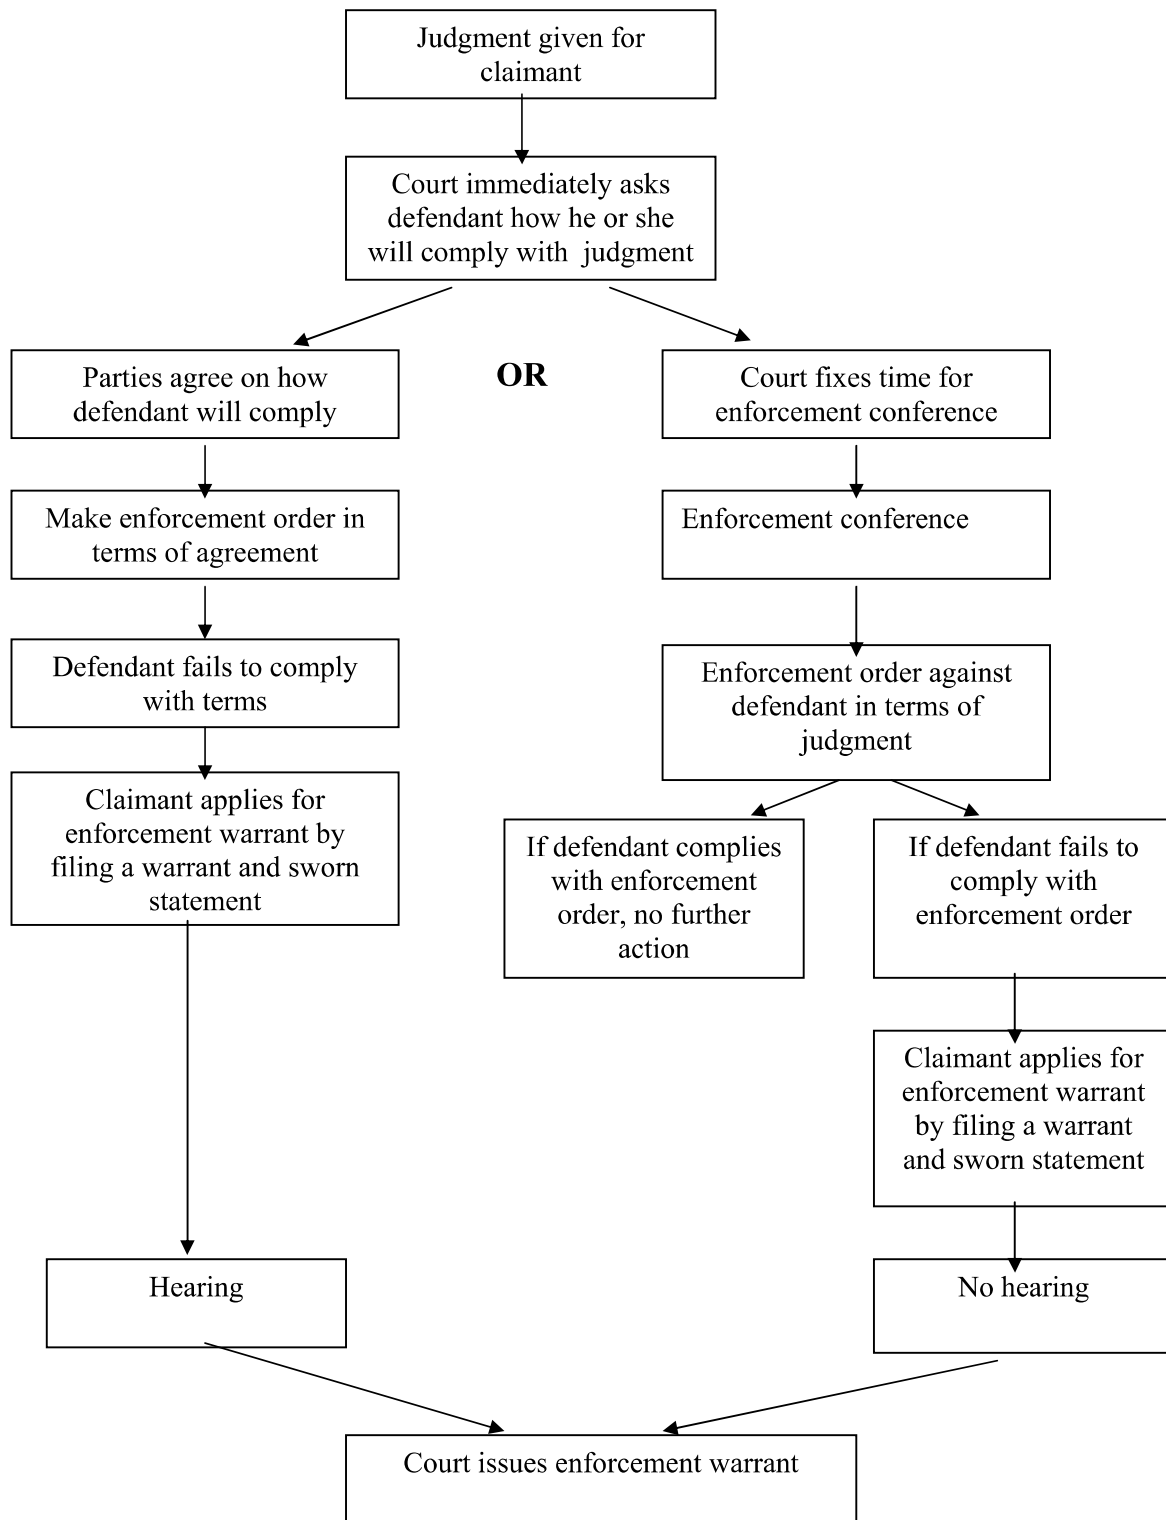 Judgment given for
claimant
Court immediately asks
defendant how he or she
will comply with judgment
Parties agree on how
defendant will comply
OR
Court fixes time for
enforcement conference
Make enforcement order in
terms of agreement
Enforcement conference
Defendant fails to comply
with terms
Enforcement order against
defendant in terms of
judgment
Claimant applies for
enforcement warrant by
filing a warrant and sworn
statement
If defendant complies
with enforcement
order, no further
action
If defendant fails to
comply with
enforcement order
Claimant applies for
enforcement warrant
by filing a warrant
and sworn statement
Hearing
No hearing
Court issues enforcement warrant